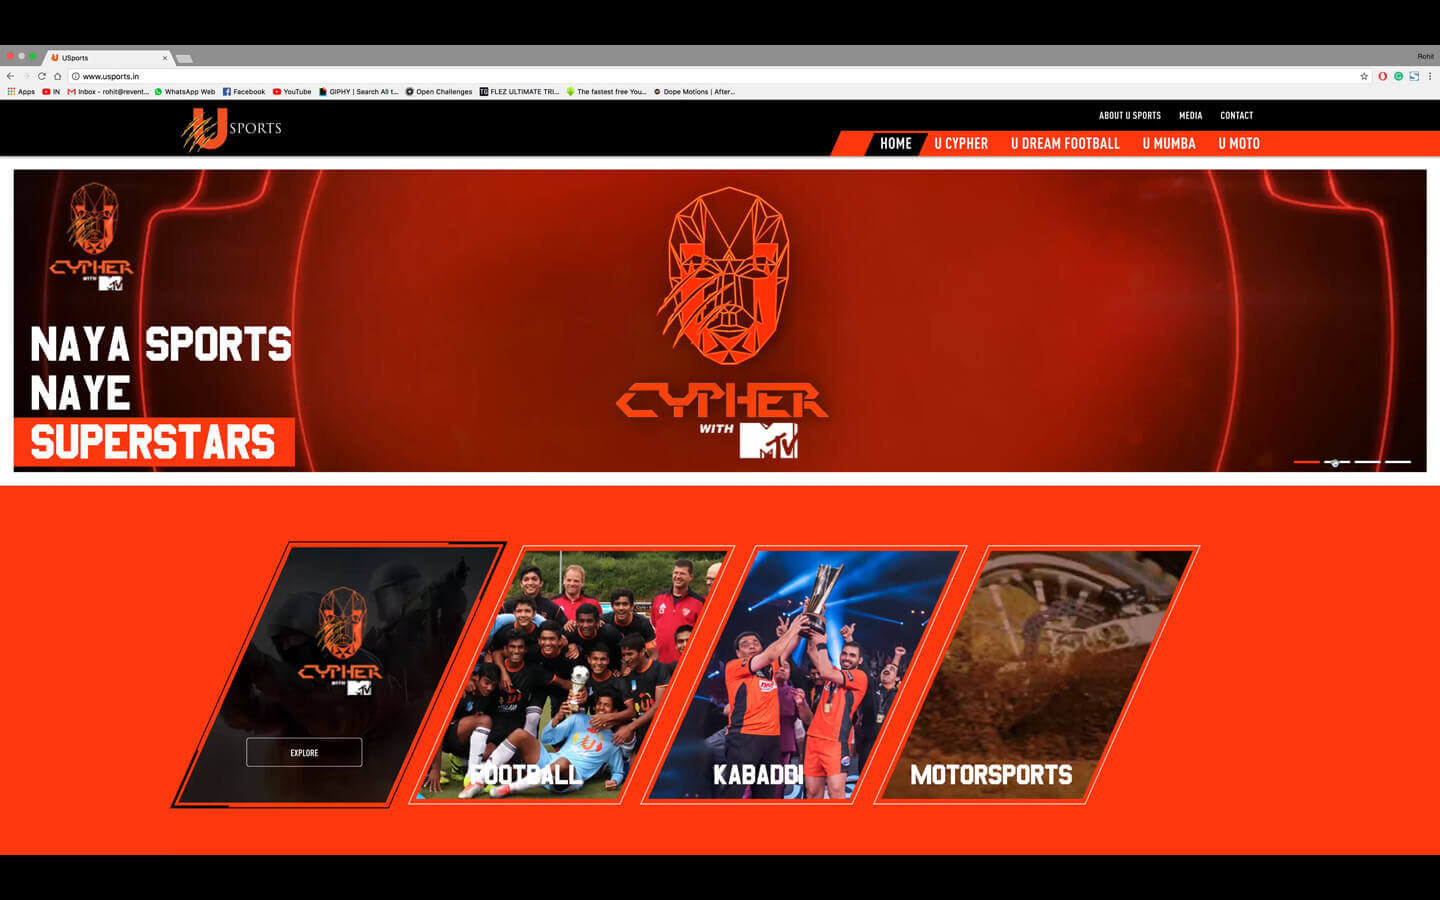 USports
Rohit
www.usports.in
Apps
IN
Inbox - rohit@revent...
WhatsApp Web
Facebook
YouTube
GIPHY | Search All t...
Open Challenges
FLEZ ULTIMATE TRI...
The fastest free You...
Dope Motions | After...
U SPORTS
ABOUT U SPORTS
MEDIA
CONTACT
HOME
U CYPHER
U DREAM FOOTBALL
U MUMBA
U MOTO
CYPHER
WITH MTV
NAYA SPORTS
NAYE
SUPERSTARS
CYPHER
WITH MTV
CYPHER
WITH MTV
EXPLORE
FOOTBALL
KABADDI
MOTORSPORTS